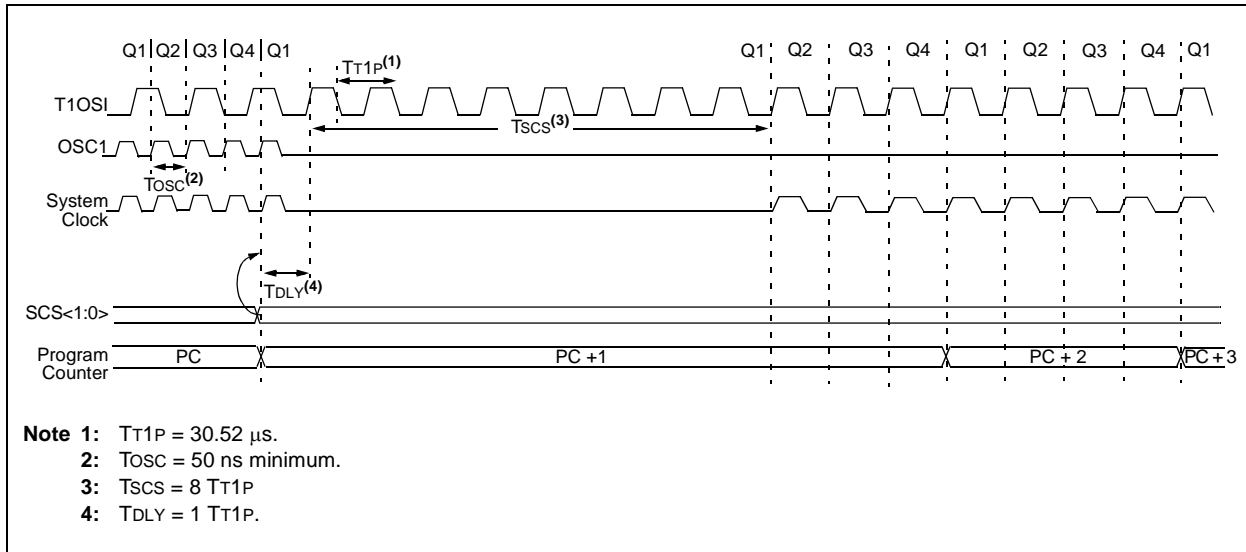 Q1 Q2 Q3 Q4 Q1 Q1 Q2 Q3 Q4 Q1 Q2 Q3 Q4 Q1
TT1P(1)
T1OSI
TSCS(3)
OSC1
TOSC(2)
System
Clock
TDLY(4)
SCS<1:0>
Program
Counter
PC PC +1 PC + 2 PC + 3
Note 1: TT1P = 30.52 μs.
2: TOSC = 50 ns minimum.
3: TSCS = 8 TT1P
4: TDLY = 1 TT1P.